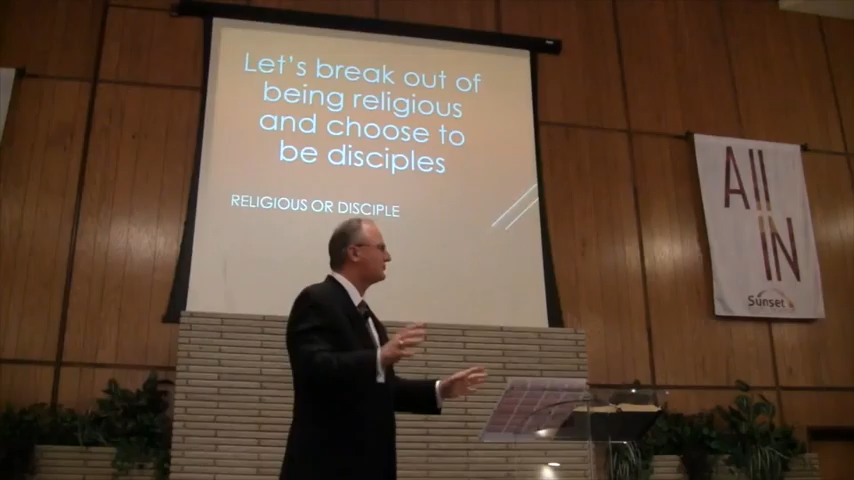 Let's break out of
being religious
and choose to
be disciples
RELIGIOUS OR DISCIPLE
All
IN
Sunset